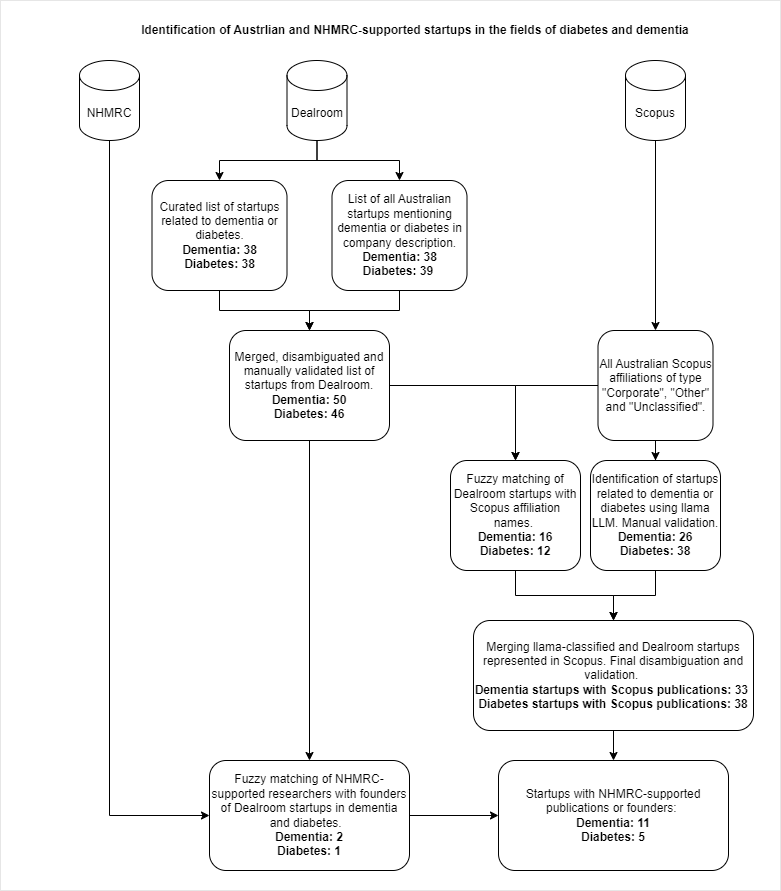 Identification of Austrlian and NHMRC-supported startups in the fields of diabetes and dementia
NHMRC
Dealroom
Scopus
Curated list of startups
related to dementia or
diabetes.
Dementia: 38
Diabetes: 38
List of all Australian
startups mentioning
dementia or diabetes in
company description.
Dementia: 38
Diabetes: 39
Merged, disambiguated and
manually validated list of
startups from Dealroom.
Dementia: 50
Diabetes: 46
All Australian Scopus
affiliations of type
"Corporate", "Other"
and "Unclassified".
Fuzzy matching of
Dealroom startups with
Scopus affiliation
names.
Dementia: 16
Diabetes: 12
Identification of startups
related to dementia or
diabetes using llama
LLM. Manual validation.
Dementia: 26
Diabetes: 38
Merging llama-classified and Dealroom startups
represented in Scopus. Final disambiguation and
validation.
Dementia startups with Scopus publications: 33
Diabetes startups with Scopus publications: 38
Fuzzy matching of NHMRC-
supported researchers with founders
of Dealroom startups in dementia
and diabetes.
Dementia: 2
Diabetes: 1
Startups with NHMRC-supported
publications or founders:
Dementia: 11
Diabetes: 5